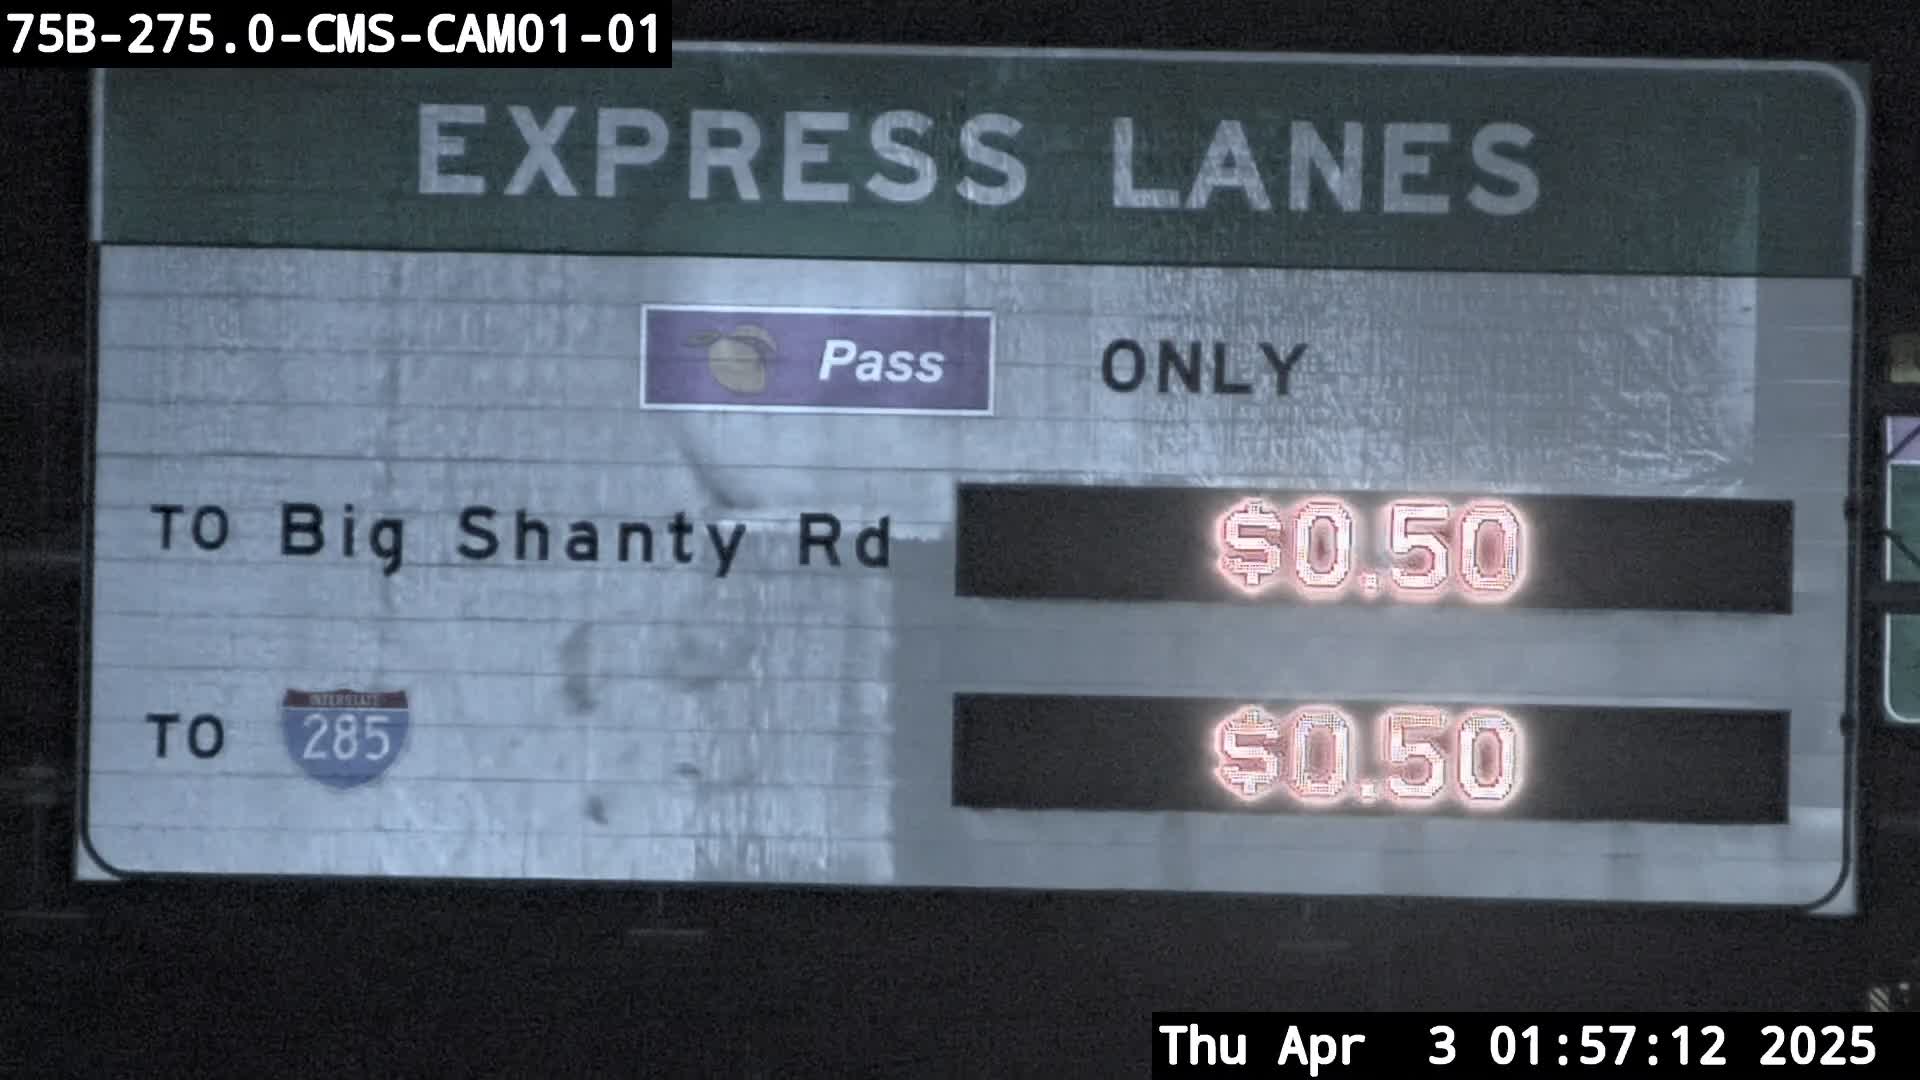 75B-275.0-CMS-CAM01-01
EXPRESS LANES
Pass ONLY
TO Big Shanty Rd $0.50
TO INTERSTATE 285 $0.50
Thu Apr 3 01:57:12 2025